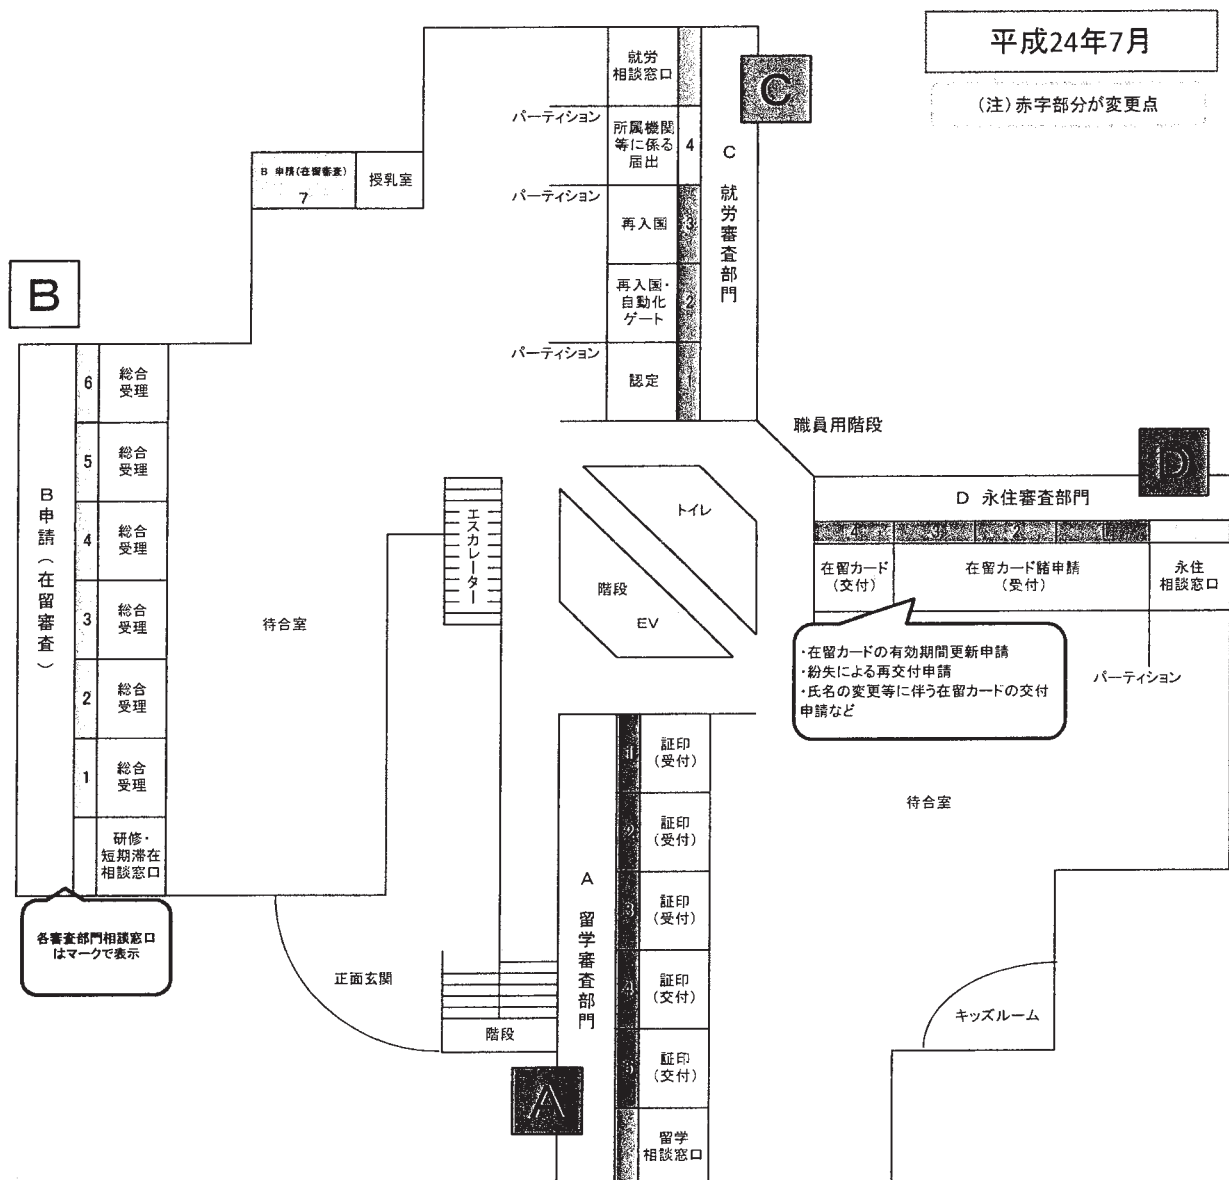 平成24年7月
(注)赤字部分が変更点
C
就労
相談窓口
パーティション
所属機関
等に係る
届出
4
パーティション
再入国
3
再入国・
自動化
ゲート
2
パーティション
認定
1
C 就労審査部門
B 申請(在留審査)
7
授乳室
B
B申請(在留審査)
6
総合
受理
5
総合
受理
4
総合
受理
3
総合
受理
2
総合
受理
1
総合
受理
研修・
短期滞在
相談窓口
各審査部門相談窓口
はマークで表示
待合室
エスカレーター
トイレ
階段
EV
職員用階段
D
D 永住審査部門
4
3
2
1
在留カード
(交付)
在留カード諸申請
(受付)
永住
相談窓口
・在留カードの有効期間更新申請
・紛失による再交付申請
・氏名の変更等に伴う在留カードの交付
申請など
パーティション
待合室
A 留学審査部門
1
証印
(受付)
2
証印
(受付)
3
証印
(受付)
4
証印
(交付)
5
証印
(交付)
留学
相談窓口
正面玄関
階段
A
キッズルーム